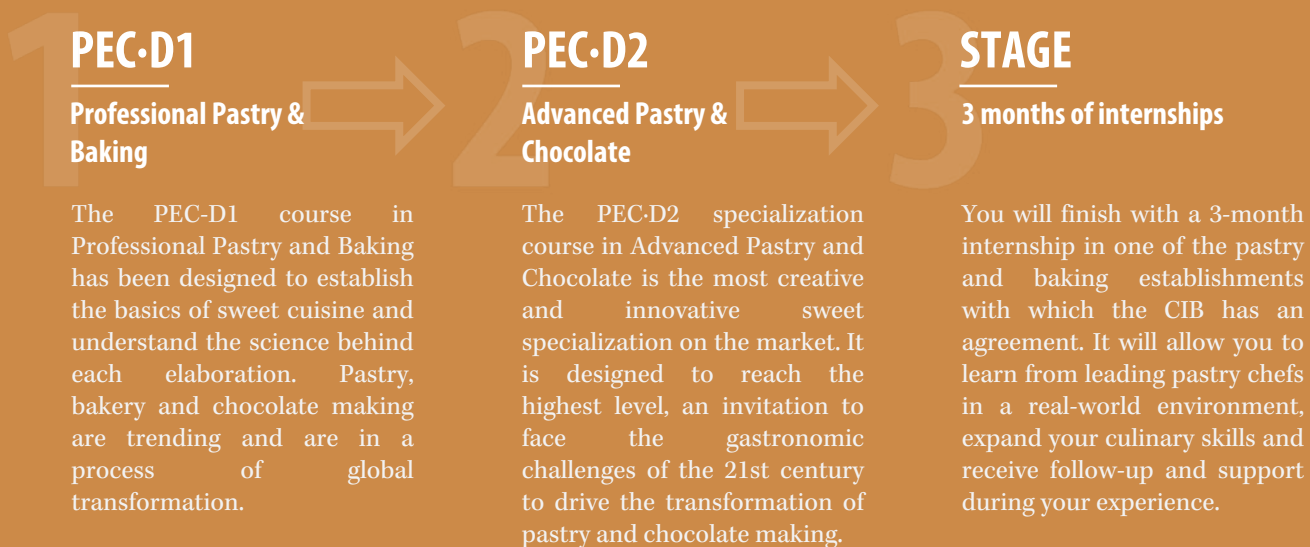 1
PEC·D1
Professional Pastry &
Baking
The PEC-D1 course in
Professional Pastry and Baking
has been designed to establish
the basics of sweet cuisine and
understand the science behind
each elaboration. Pastry,
bakery and chocolate making
are trending and are in a
process of global
transformation.
2
PEC·D2
Advanced Pastry &
Chocolate
The PEC·D2 specialization
course in Advanced Pastry and
Chocolate is the most creative
and innovative sweet
specialization on the market. It
is designed to reach the
highest level, an invitation to
face the gastronomic
challenges of the 21st century
to drive the transformation of
pastry and chocolate making.
3
STAGE
3 months of internships
You will finish with a 3-month
internship in one of the pastry
and baking establishments
with which the CIB has an
agreement. It will allow you to
learn from leading pastry chefs
in a real-world environment,
expand your culinary skills and
receive follow-up and support
during your experience.